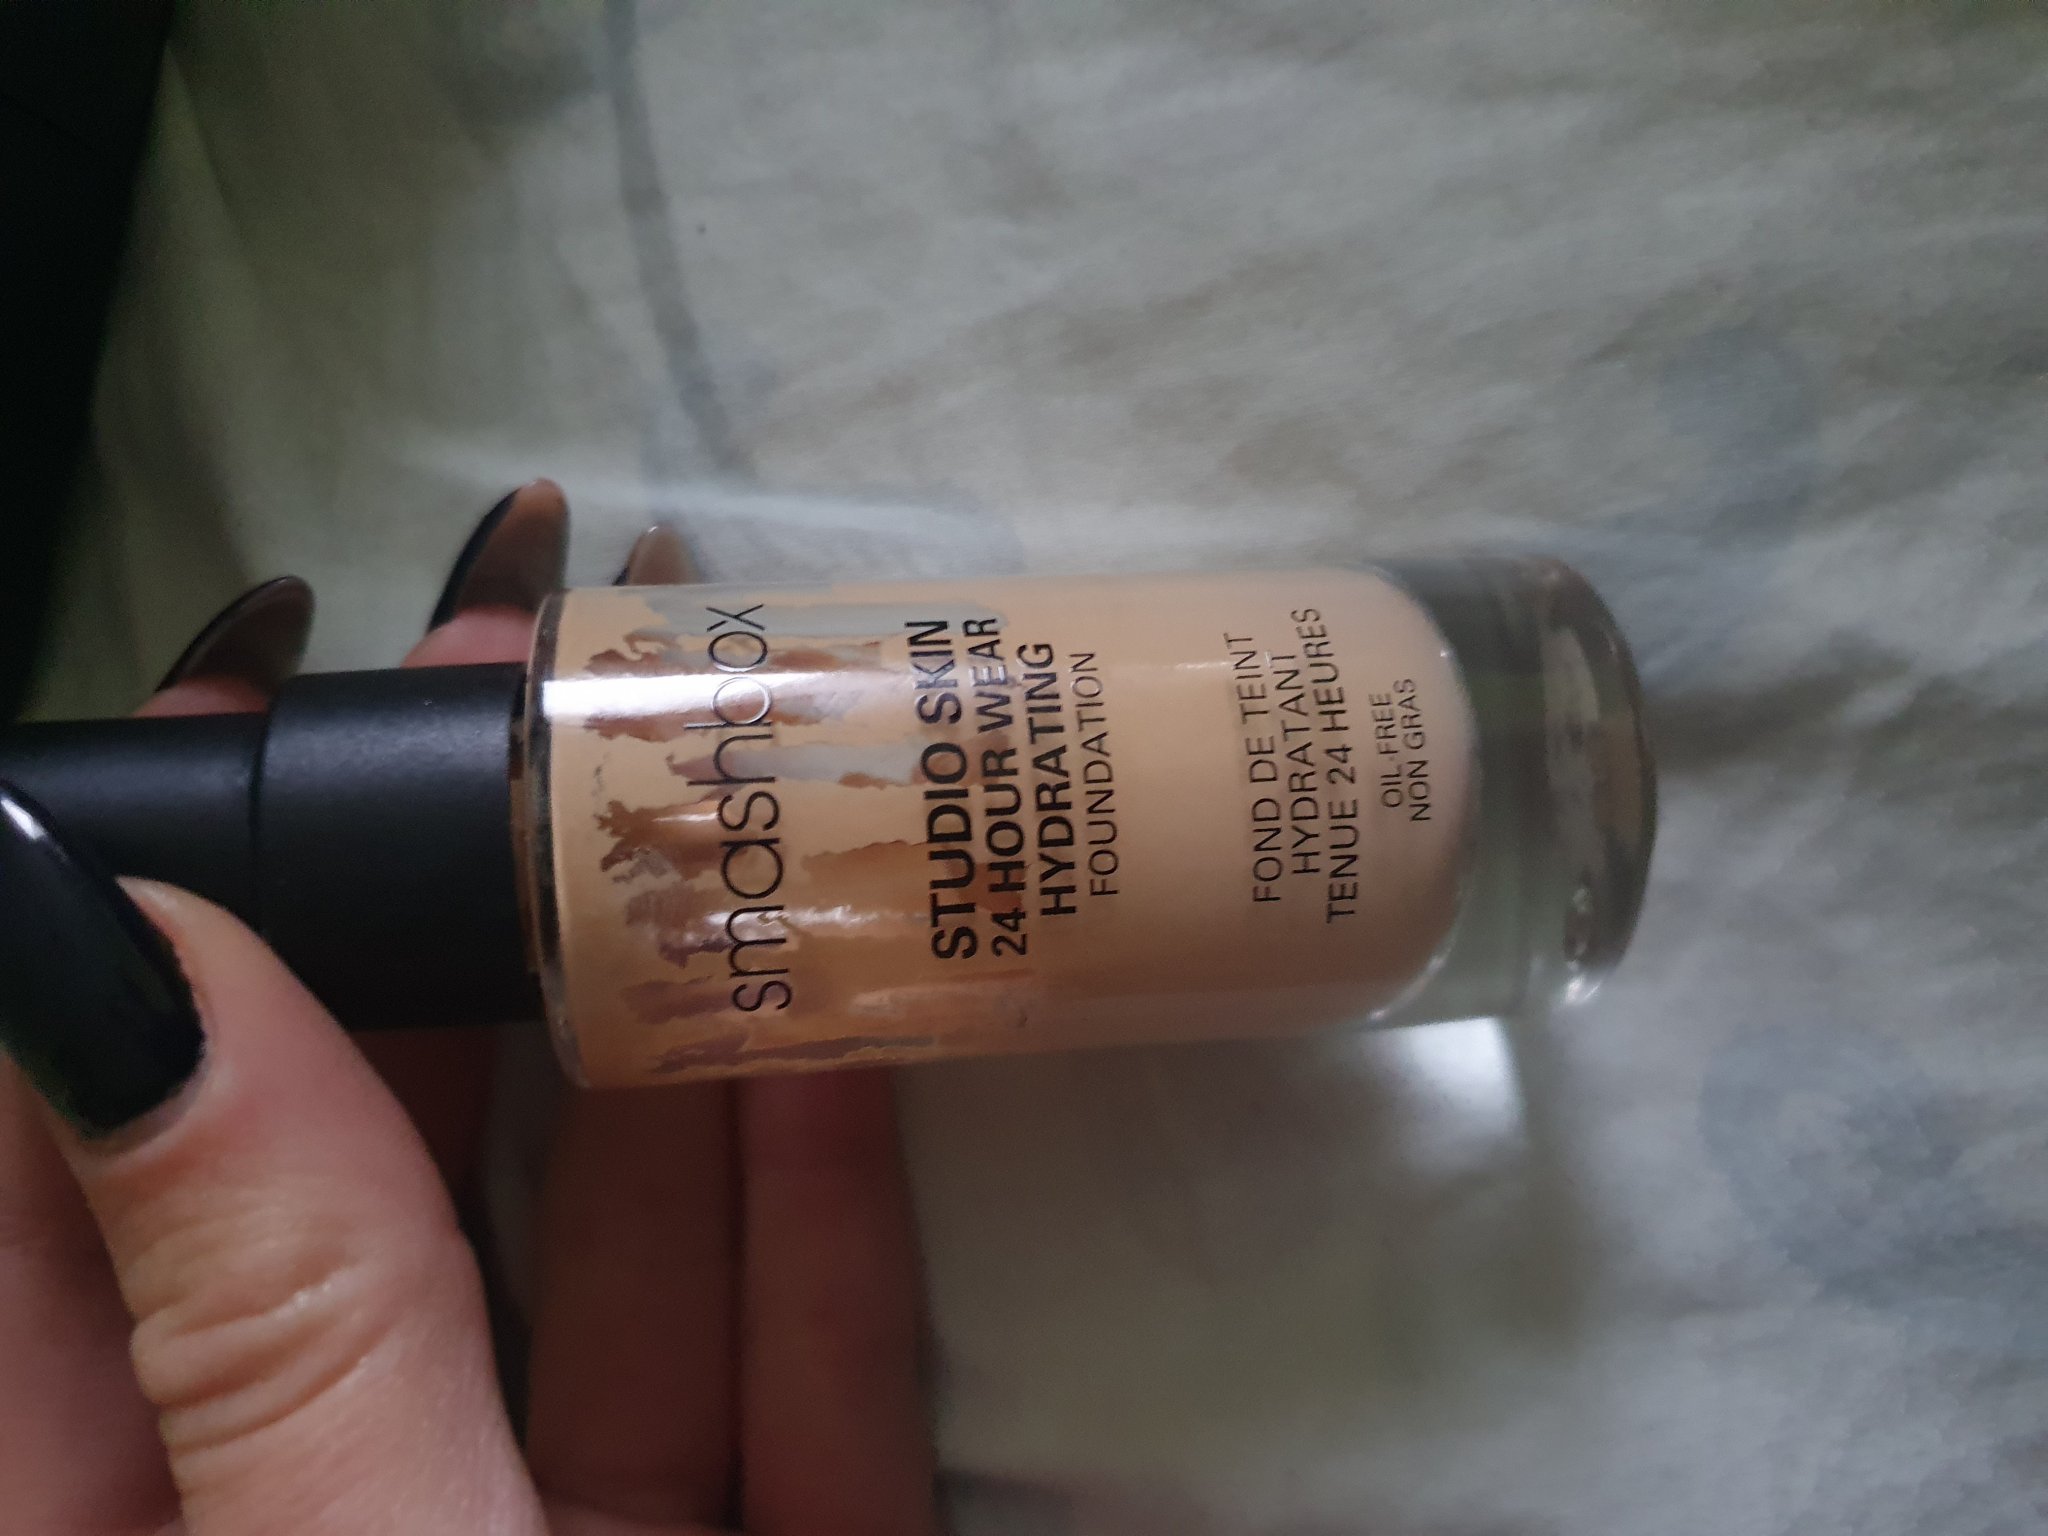 smashbox
STUDIO SKIN
24 HOUR WEAR
HYDRATING
FOUNDATION
FOND DE TEINT
HYDRATANT
TENUE 24 HEURES
OIL-FREE
NON GRAS